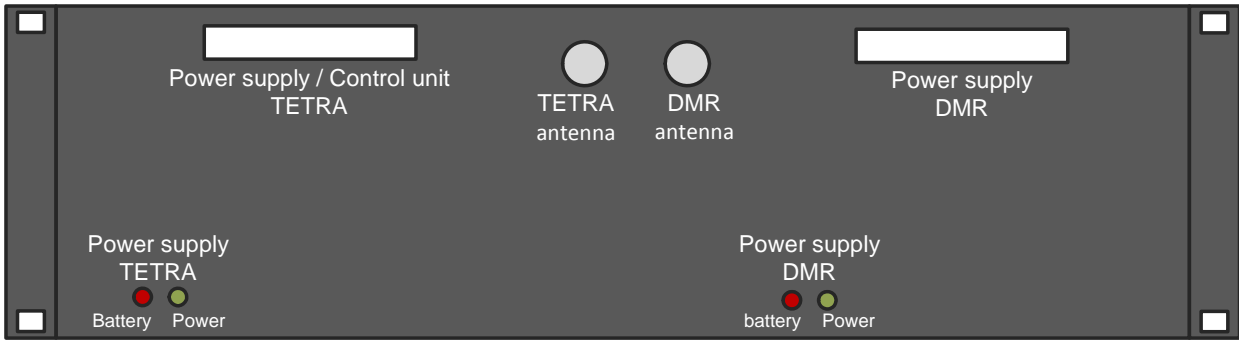 Power supply / Control unit
TETRA
TETRA
antenna
DMR
antenna
Power supply
DMR
Power supply
TETRA
Battery Power
Power supply
DMR
battery Power